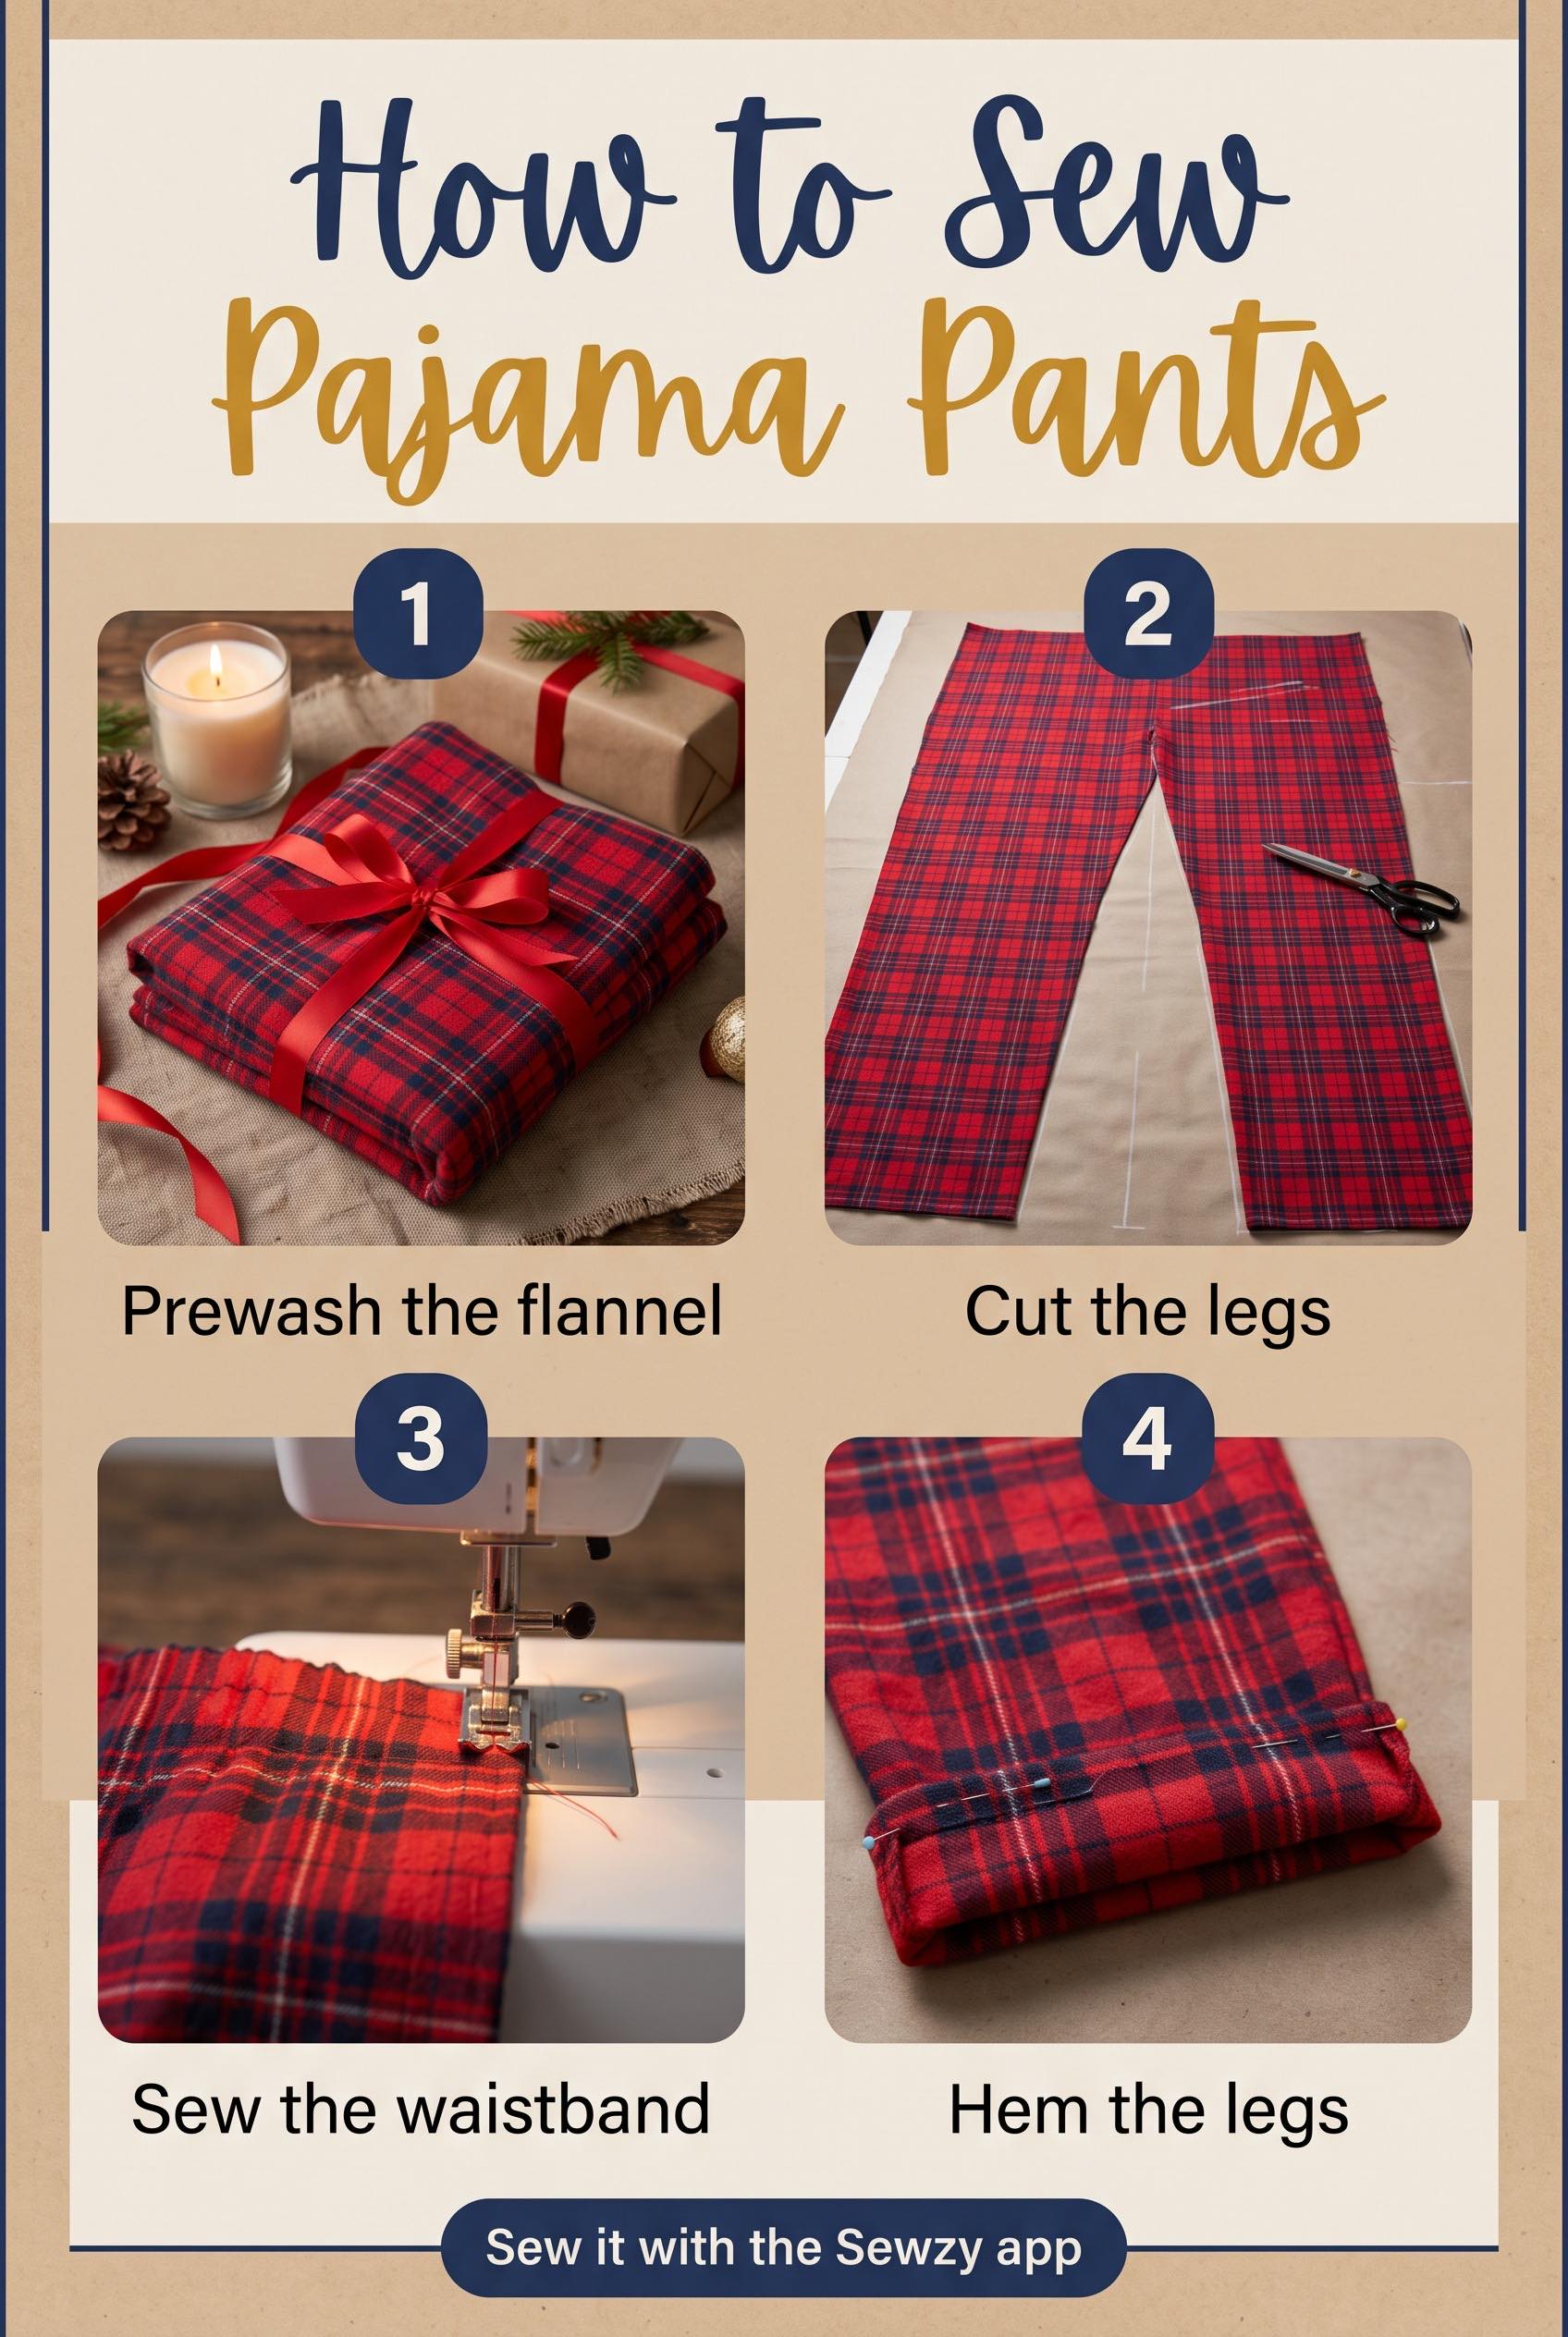 How to Sew
Pajama Pants
1
2
Prewash the flannel
Cut the legs
3
4
Sew the waistband
Hem the legs
Sew it with the Sewzy app